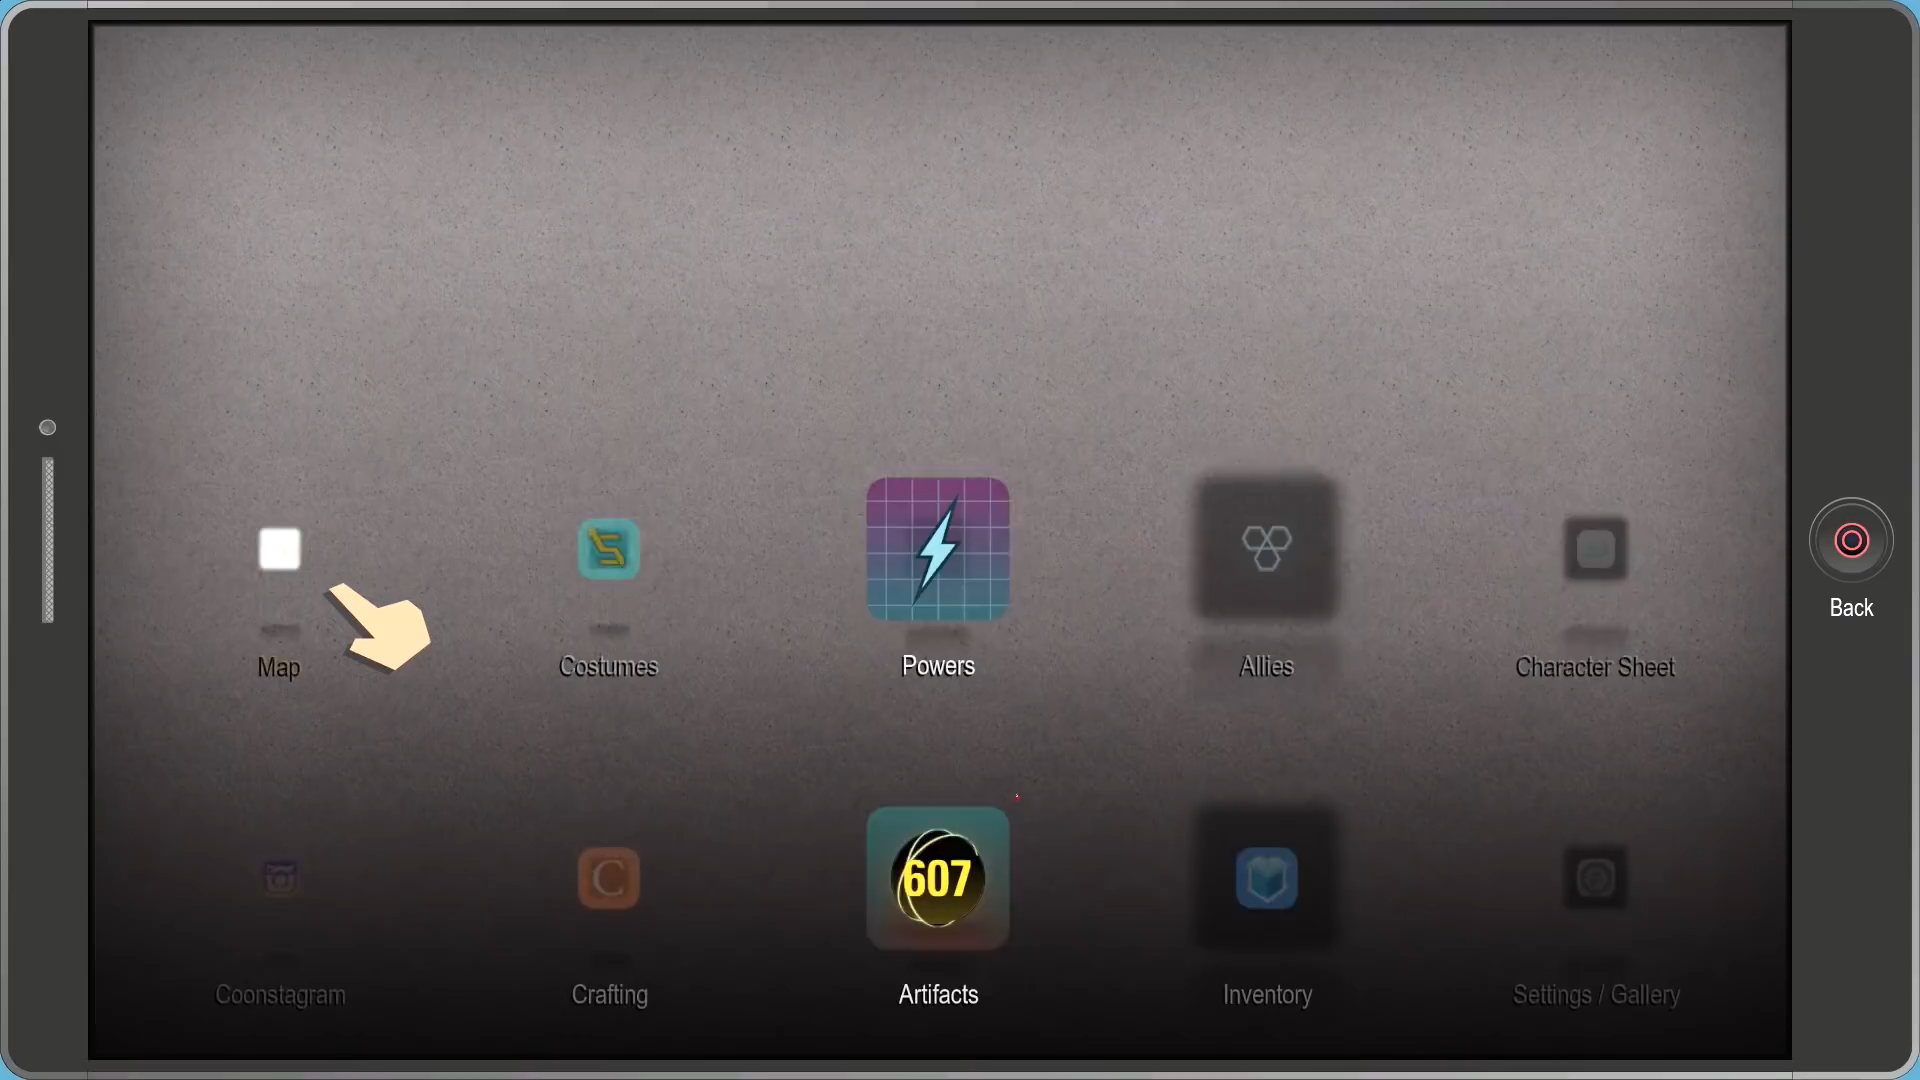 Map
Costumes
Powers
Allies
Character Sheet
Back
607
Coonstagram
Crafting
Artifacts
Inventory
Settings / Gallery